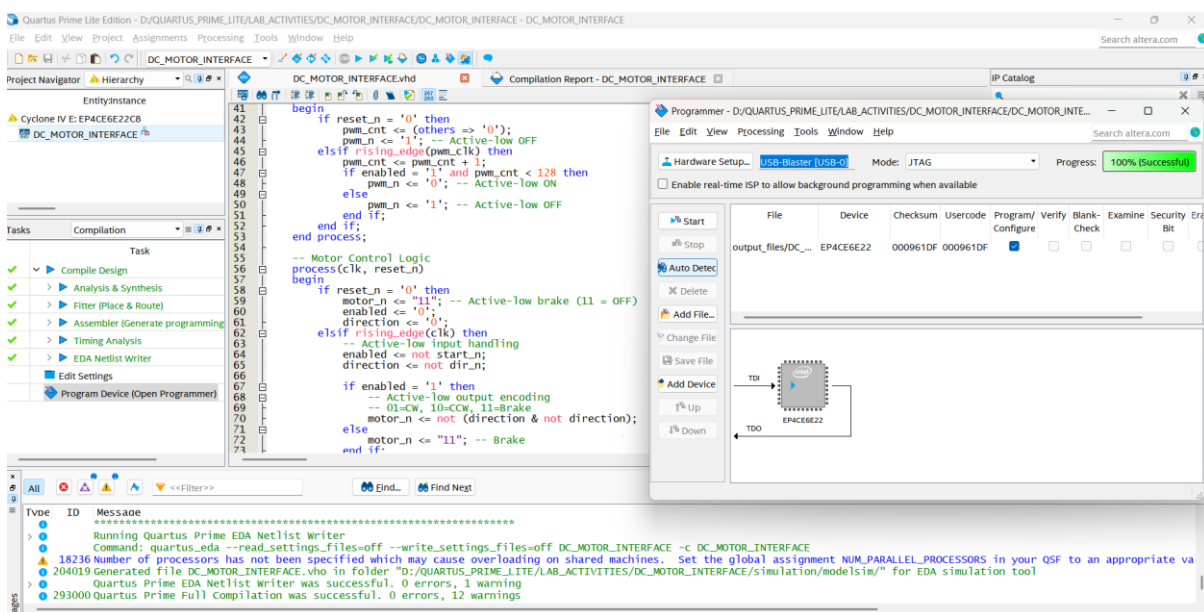 Quartus Prime Lite Edition - D:/QUARTUS_PRIME_LITE/LAB_ACTIVITIES/DC_MOTOR_INTERFACE/DC_MOTOR_INTERFACE - DC_MOTOR_INTERFACE
File Edit View Project Assignments Processing Tools Window Help
Search altera.com
DC_MOTOR_INTERFACE
Project Navigator Hierarchy
Entity:Instance
Cyclone IV E: EP4CE6E22C8
DC_MOTOR_INTERFACE
Tasks Compilation
Task
Compile Design
Analysis & Synthesis
Fitter (Place & Route)
Assembler (Generate programming
Timing Analysis
EDA Netlist Writer
Edit Settings
Program Device (Open Programmer)
DC_MOTOR_INTERFACE.vhd
Compilation Report - DC_MOTOR_INTERFACE
267
268
41 begin
42 if reset_n = '0' then
43 pwm_cnt <= (others => '0');
44 pwm_n <= '1'; -- Active-low OFF
45 elsif rising_edge(pwm_clk) then
46 pwm_cnt <= pwm_cnt + 1;
47 if enabled = '1' and pwm_cnt < 128 then
48 pwm_n <= '0'; -- Active-low ON
49 else
50 pwm_n <= '1'; -- Active-low OFF
51 end if;
52 end if;
53 end process;
54
55 -- Motor Control Logic
56 process(clk, reset_n)
57 begin
58 if reset_n = '0' then
59 motor_n <= "11"; -- Active-low brake (11 = OFF)
60 enabled <= '0';
61 direction <= '0';
62 elsif rising_edge(clk) then
63 -- Active-low input handling
64 enabled <= not start_n;
65 direction <= not dir_n;
66
67 if enabled = '1' then
68 -- Active-low output encoding
69 -- 01=CW, 10=CCW, 11=Brake
70 motor_n <= not (direction & not direction);
71 else
72 motor_n <= "11"; -- Brake
73 end if;
IP Catalog
Programmer - D:/QUARTUS_PRIME_LITE/LAB_ACTIVITIES/DC_MOTOR_INTERFACE/DC_MOTOR_INTE...
File Edit View Processing Tools Window Help
Search altera.com
Hardware Setup... USB-Blaster [USB-0] Mode: JTAG Progress: 100% (Successful)
Enable real-time ISP to allow background programming when available
Start
Stop
Auto Detec
Delete
Add File...
Change File
Save File
Add Device
Up
Down
File Device Checksum Usercode Program/ Configure Verify Blank- Check Examine Security Bit Era
output_files/DC_... EP4CE6E22 000961DF 000961DF
TDI
intel
EP4CE6E22
TDO
All <<Filter>> Find... Find Next
Type ID Message
*******************************************************************
Running Quartus Prime EDA Netlist Writer
Command: quartus_eda --read_settings_files=off --write_settings_files=off DC_MOTOR_INTERFACE -c DC_MOTOR_INTERFACE
18236 Number of processors has not been specified which may cause overloading on shared machines. Set the global assignment NUM_PARALLEL_PROCESSORS in your QSF to an appropriate va
204019 Generated file DC_MOTOR_INTERFACE.vho in folder "D:/QUARTUS_PRIME_LITE/LAB_ACTIVITIES/DC_MOTOR_INTERFACE/simulation/modelsim/" for EDA simulation tool
Quartus Prime EDA Netlist Writer was successful. 0 errors, 1 warning
293000 Quartus Prime Full Compilation was successful. 0 errors, 12 warnings